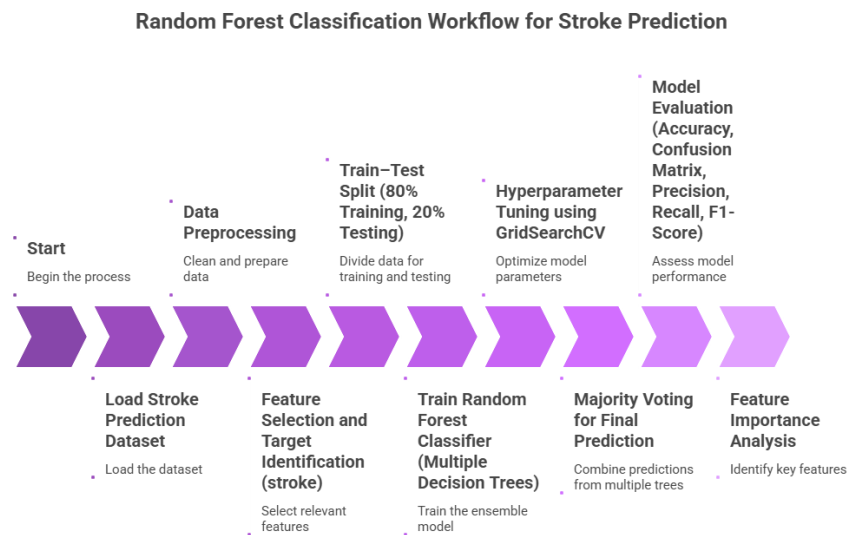 Random Forest Classification Workflow for Stroke Prediction
Start
Begin the process
Load Stroke
Prediction
Dataset
Load the dataset
Data
Preprocessing
Clean and prepare
data
Feature
Selection and
Target
Identification
(stroke)
Select relevant
features
Train–Test
Split (80%
Training, 20%
Testing)
Divide data for
training and testing
Train Random
Forest
Classifier
(Multiple
Decision Trees)
Train the ensemble
model
Hyperparameter
Tuning using
GridSearchCV
Optimize model
parameters
Majority Voting
for Final
Prediction
Combine predictions
from multiple trees
Model
Evaluation
(Accuracy,
Confusion
Matrix,
Precision,
Recall, F1-
Score)
Assess model
performance
Feature
Importance
Analysis
Identify key features